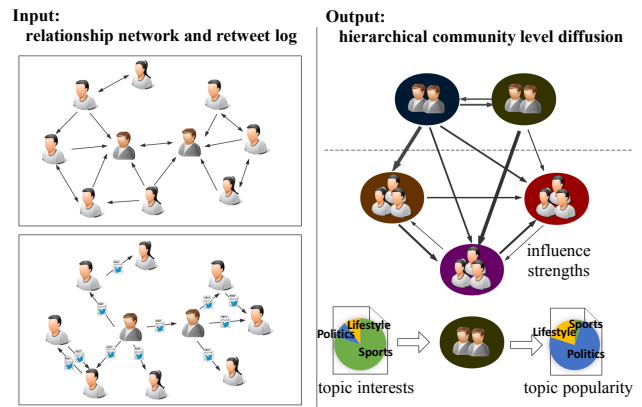 Input:
relationship network and retweet log
Output:
hierarchical community level diffusion
influence
strengths
Lifestyle
Politics
Sports
topic interests
Sports
Lifestyle
Politics
topic popularity